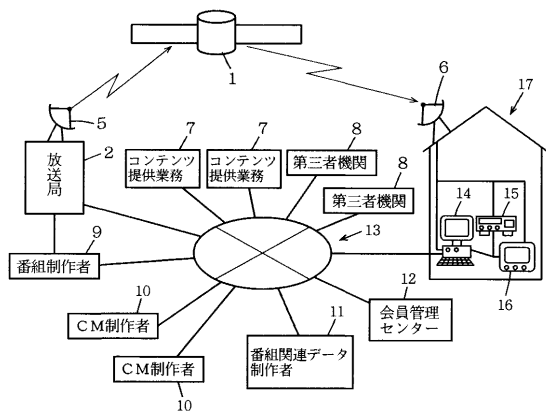 1
5
6
17
放送局
2
7
7
8
コンテンツ
提供業務
コンテンツ
提供業務
第三者機関
8
第三者機関
14
15
9
13
番組制作者
16
10
12
ＣＭ制作者
11
会員管理
センター
番組関連データ
制作者
ＣＭ制作者
10